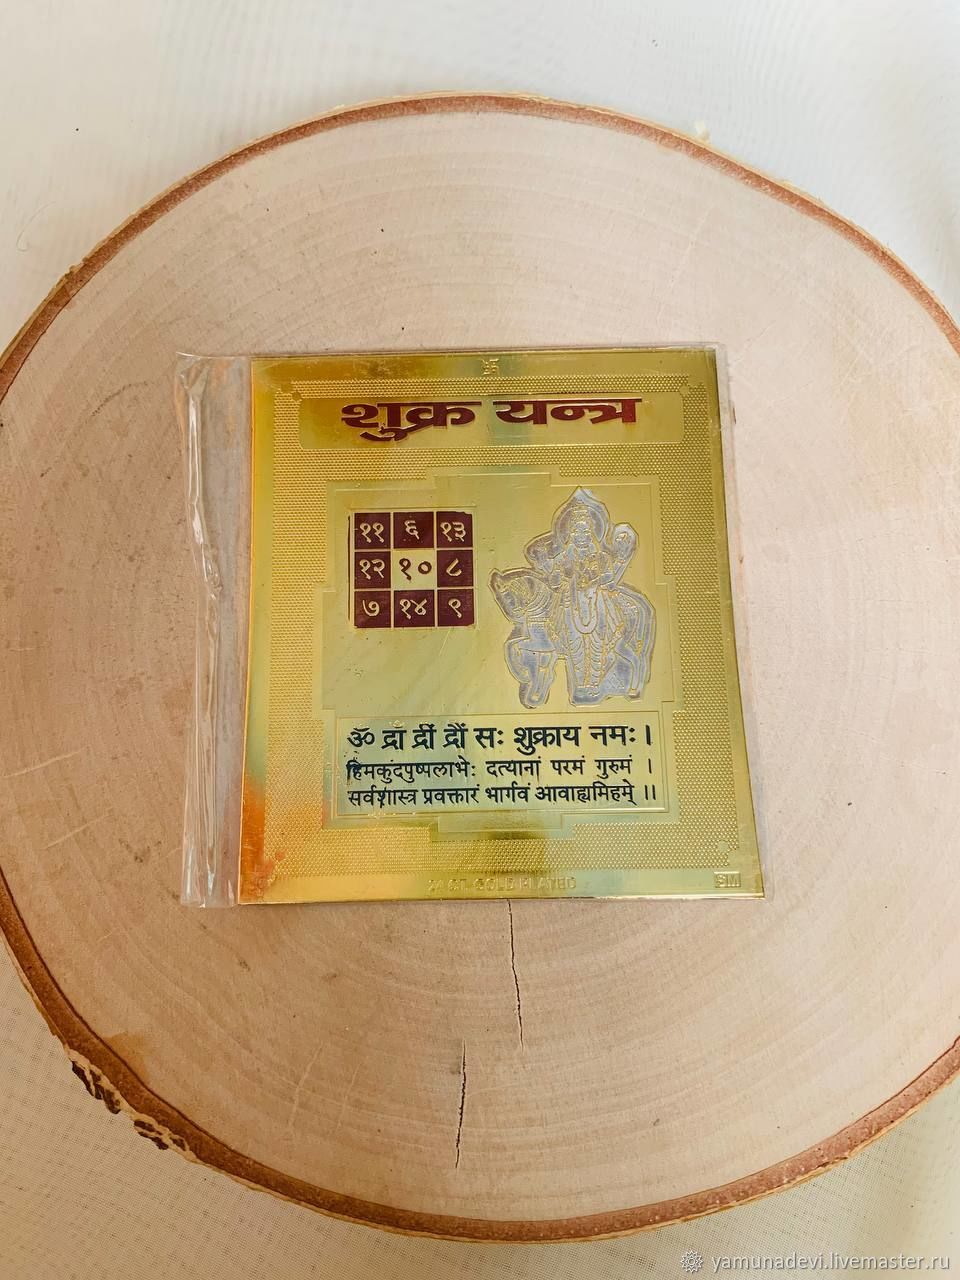 शुक्र यन्त्र
११ ६ १३
१२ १० ८
७ १४ ९
ॐ द्रां द्रीं द्रौं सः शुक्राय नमः ।
हिमकुंदपुष्पलाभेः दत्यानां परमं गुरुमं ।
सर्वशास्त्र प्रवक्तारं भार्गवं आवाह्यमिहमे् ।।
24 CT. GOLD PLATED
SM
yamunadevi.livemaster.ru